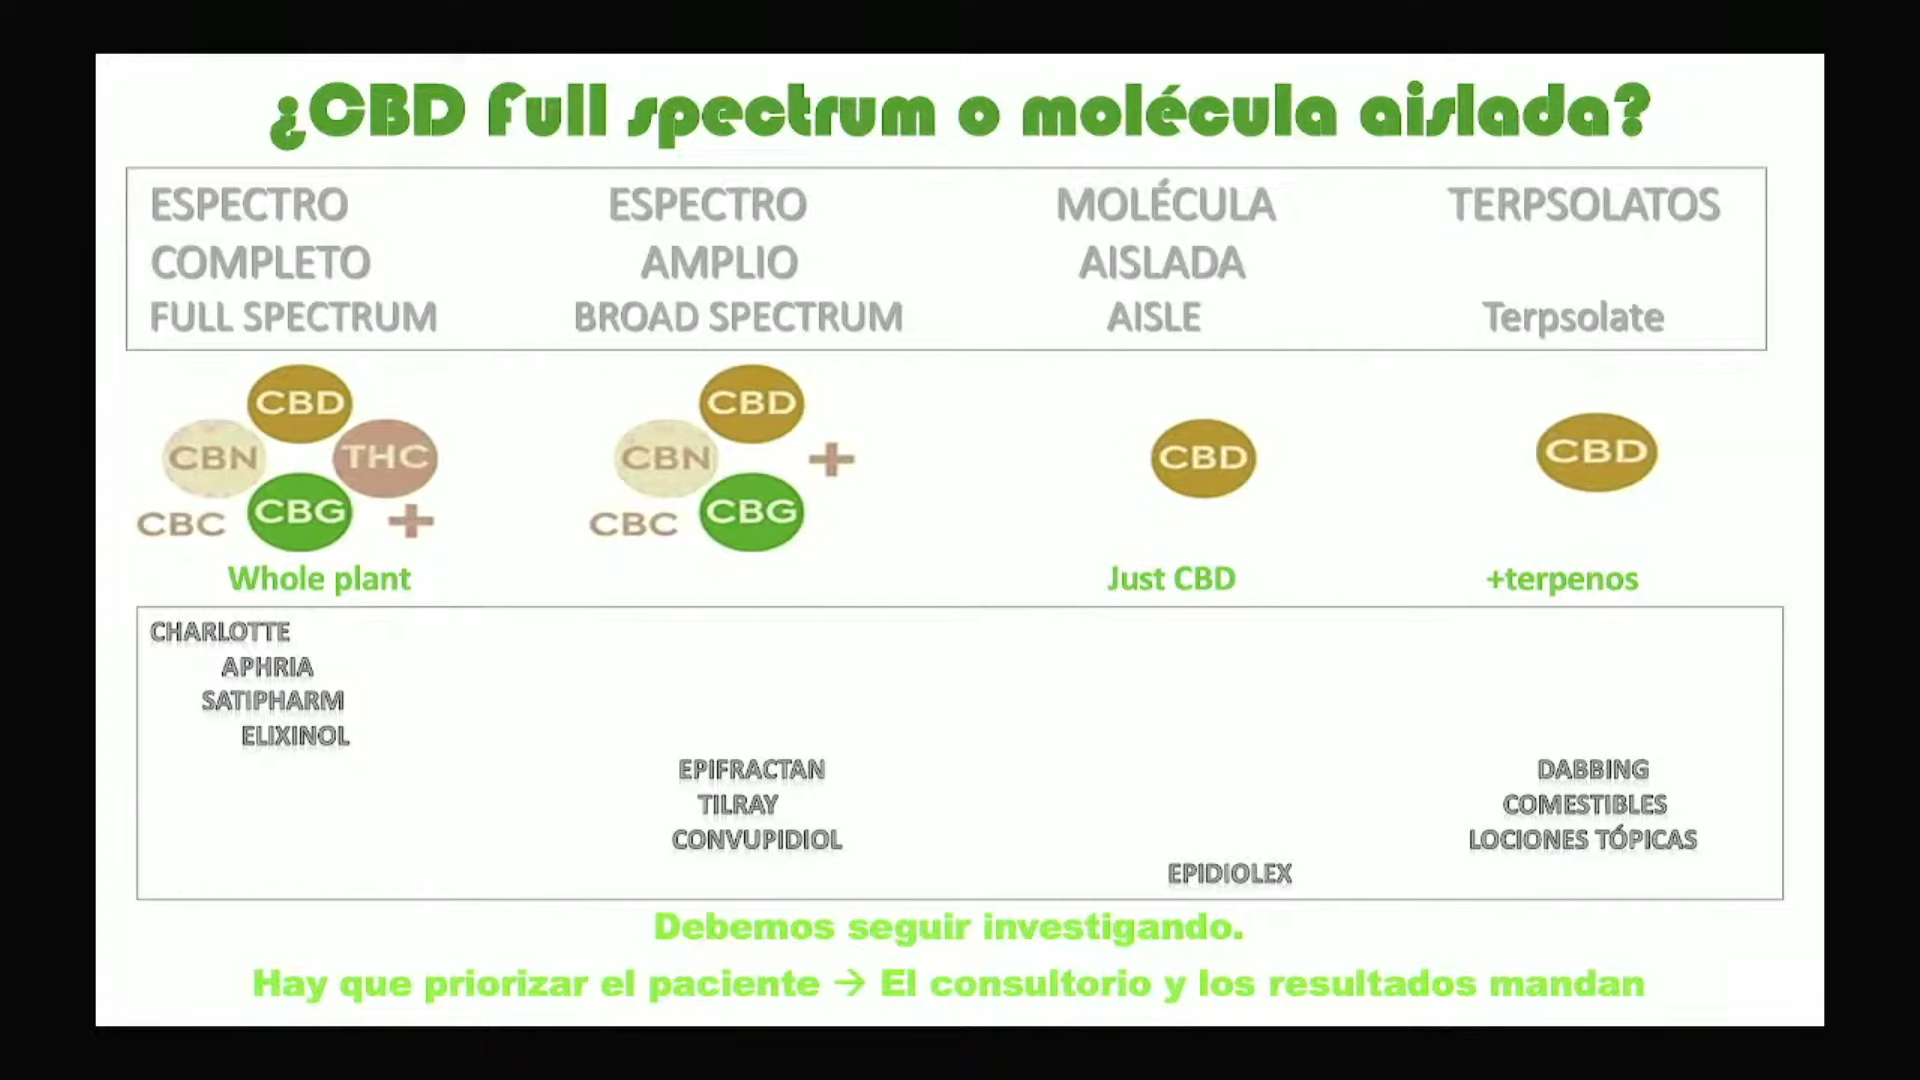 ¿CBD Full spectrum o molécula aislada?
ESPECTRO ESPECTRO MOLÉCULA TERPSOLATOS
COMPLETO AMPLIO AISLADA
FULL SPECTRUM BROAD SPECTRUM AISLE Terpsolate
CBD CBD
CBN THC CBN + CBD CBD
CBC CBG + CBC CBG
Whole plant Just CBD +terpenos
CHARLOTTE
APHRIA
SATIPHARM
ELIXINOL
EPIFRACTAN DABBING
TILRAY COMESTIBLES
CONVUPIDIOL LOCIONES TÓPICAS
EPIDIOLEX
Debemos seguir investigando.
Hay que priorizar el paciente → El consultorio y los resultados mandan